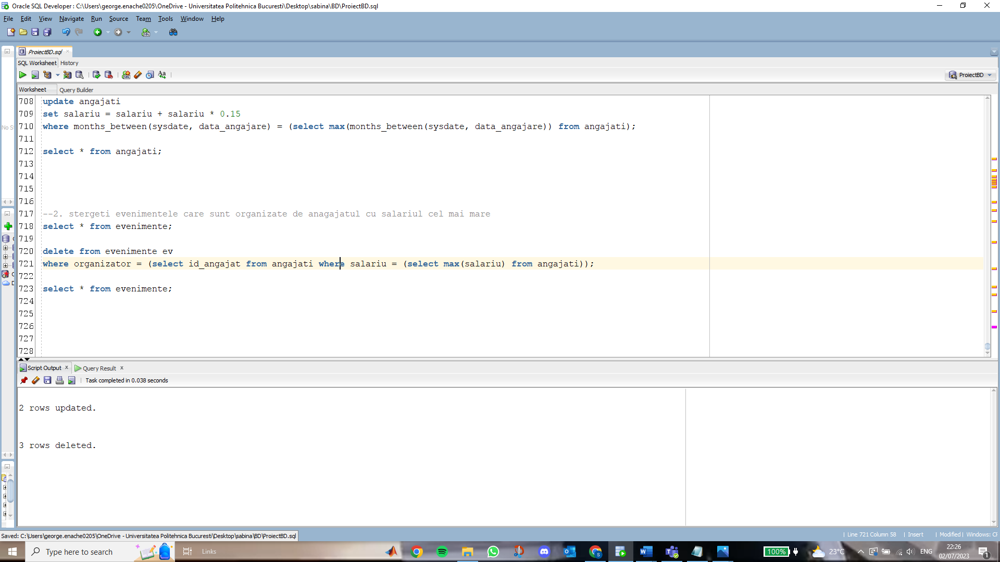 Oracle SQL Developer : C:\Users\george.enache0205\OneDrive - Universitatea Politehnica Bucuresti\Desktop\sabina\BD\ProiectBD.sql
File Edit View Navigate Run Source Team Tools Window Help
ProiectBD.sql
SQL Worksheet History
ProiectBD
Worksheet Query Builder
No S
708 update angajati
709 set salariu = salariu + salariu * 0.15
710 where months_between(sysdate, data_angajare) = (select max(months_between(sysdate, data_angajare)) from angajati);
711
712 select * from angajati;
713
714
715
716
717 --2. stergeti evenimentele care sunt organizate de anagajatul cu salariul cel mai mare
718 select * from evenimente;
719
720 delete from evenimente ev
721 where organizator = (select id_angajat from angajati where salariu = (select max(salariu) from angajati));
722
723 select * from evenimente;
724
725
726
727
728
Script Output x Query Result x
Task completed in 0.038 seconds
2 rows updated.
3 rows deleted.
Saved: C:\Users\george.enache0205\OneDrive - Universitatea Politehnica Bucuresti\Desktop\sabina\BD\ProiectBD.sql
Line 721 Column 58 Insert Modified Windows: CF
Type here to search
Links
100%
23°C
ENG
22:26
02/07/2023
1